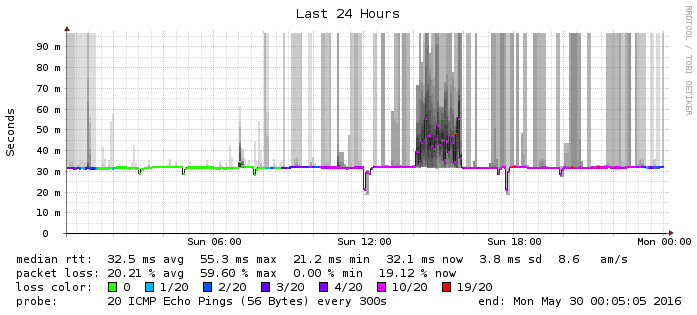 Last 24 Hours
RRDTOOL / TOBI OETIKER
Seconds
90 m
80 m
70 m
60 m
50 m
40 m
30 m
20 m
10 m
0
Sun 06:00 Sun 12:00 Sun 18:00 Mon 00:00
median rtt: 32.5 ms avg 55.3 ms max 21.2 ms min 32.1 ms now 3.8 ms sd 8.6 am/s
packet loss: 20.21 % avg 59.60 % max 0.00 % min 19.12 % now
loss color: 0 1/20 2/20 3/20 4/20 10/20 19/20
probe: 20 ICMP Echo Pings (56 Bytes) every 300s end: Mon May 30 00:05:05 2016